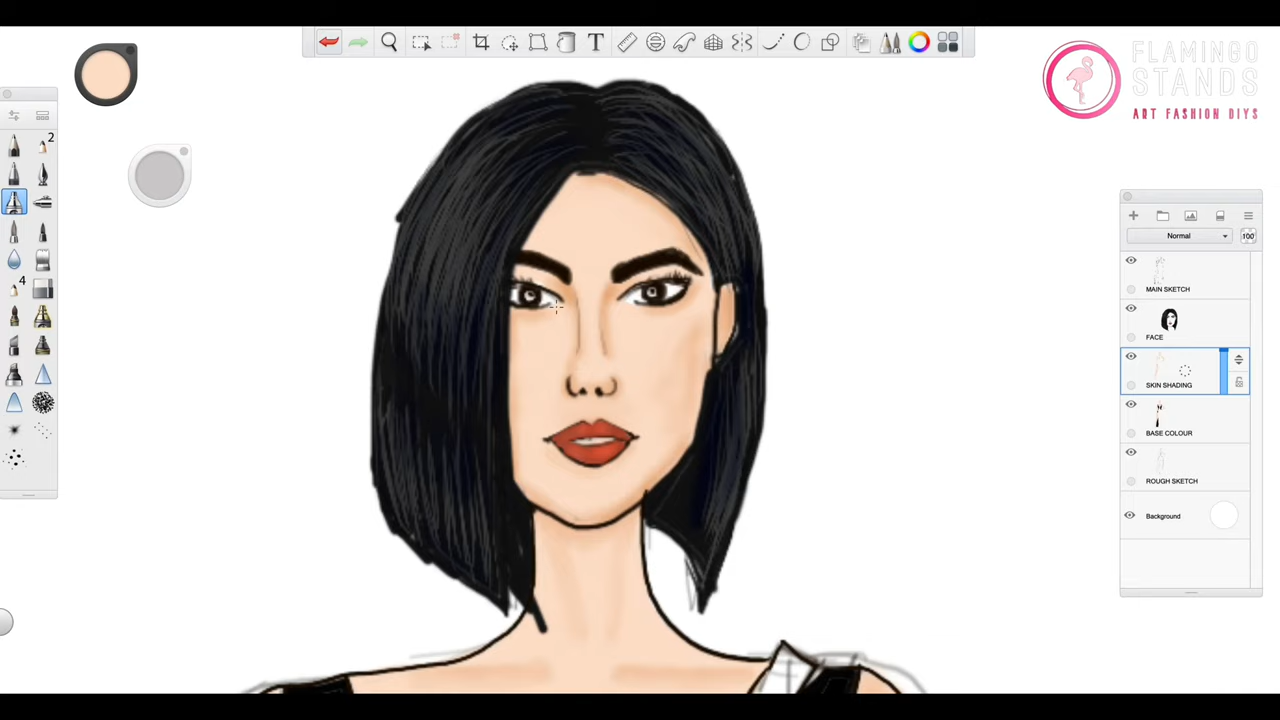 FLAMINGO
STANDS
ART FASHION DIYS
T
2
4
Normal
100
MAIN SKETCH
FACE
SKIN SHADING
BASE COLOUR
ROUGH SKETCH
Background